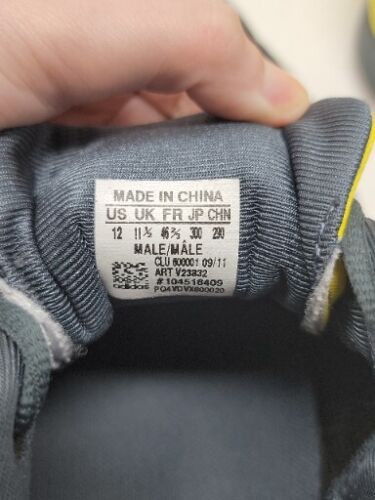 MADE IN CHINA
US UK FR JP CHN
12 11½ 46⅔ 300 290
MALE/MÂLE
CLU 600001 09/11
ART V23832
# 104516409